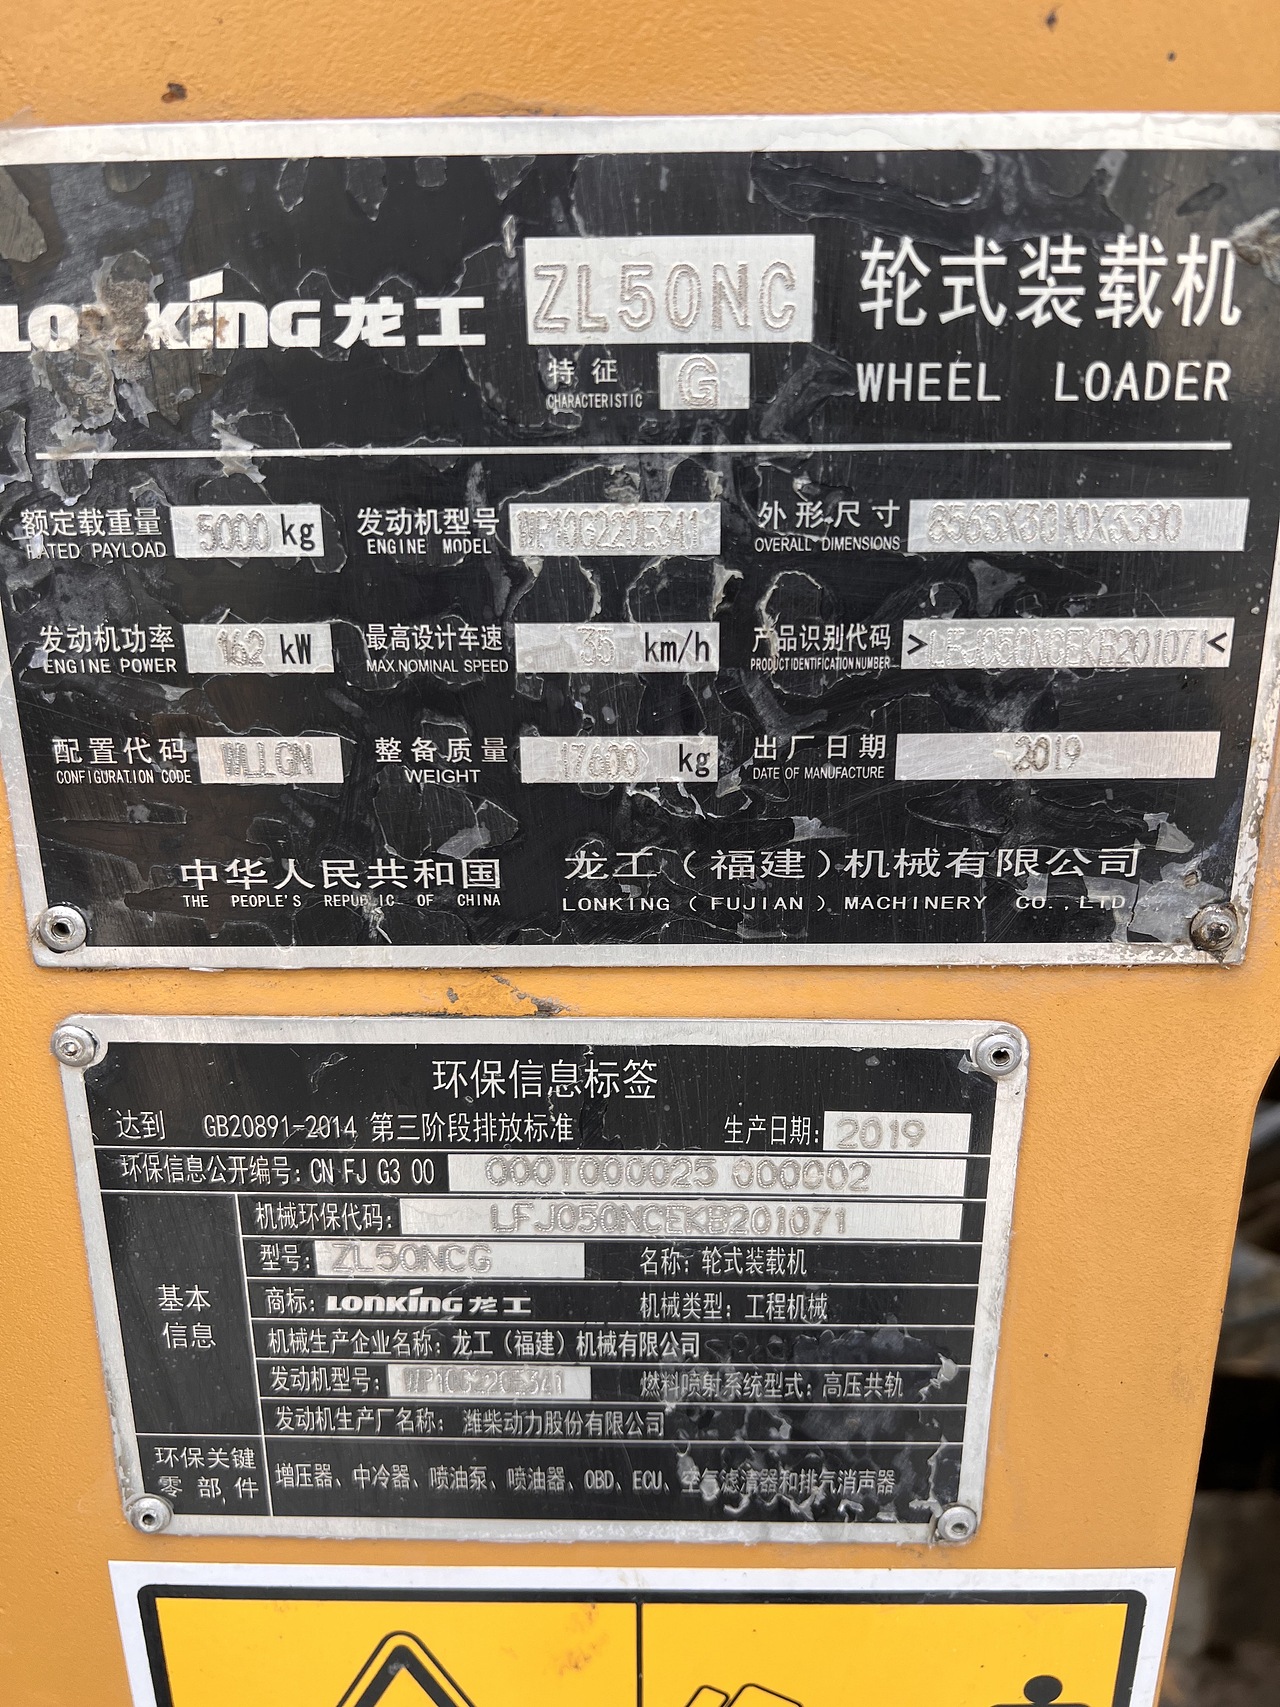 LONKING 龙工 ZL50NC 轮式装载机
特征 G WHEEL LOADER
CHARACTERISTIC
额定载重量 5000 kg 发动机型号 WP10G220E341 外形尺寸
RATED PAYLOAD ENGINE MODEL OVERALL DIMENSIONS
发动机功率 162 kW 最高设计车速 35 km/h 产品识别代码 >LFJ050NCEKB201071<
ENGINE POWER MAX.NOMINAL SPEED PRODUCT IDENTIFICATION NUMBER
配置代码 WLLGN 整备质量 17600 kg 出厂日期 2019
CONFIGURATION CODE WEIGHT DATE OF MANUFACTURE
中华人民共和国 龙工（福建）机械有限公司
THE PEOPLE'S REPUBLIC OF CHINA LONKING ( FUJIAN ) MACHINERY CO.,LTD
环保信息标签
达到 GB20891-2014 第三阶段排放标准 生产日期: 2019
环保信息公开编号: CN FJ G3 00 000T000025 000002
机械环保代码: LFJ050NCEKB201071
型号: ZL50NCG 名称: 轮式装载机
基本信息
商标: LONKING 龙工 机械类型: 工程机械
机械生产企业名称: 龙工（福建）机械有限公司
发动机型号: WP10G220E341 燃料喷射系统型式: 高压共轨
发动机生产厂名称: 潍柴动力股份有限公司
环保关键零部件
增压器、中冷器、喷油泵、喷油器、OBD、ECU、空气滤清器和排气消声器